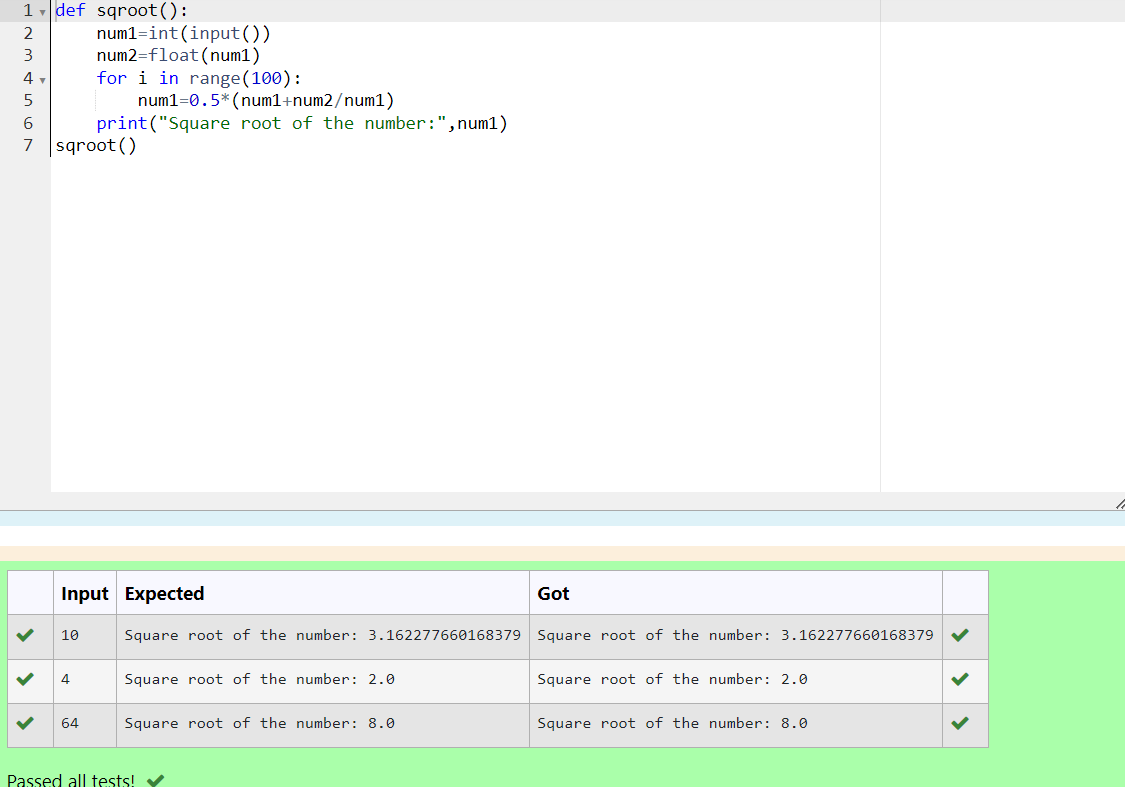 1 def sqroot():
2     num1=int(input())
3     num2=float(num1)
4     for i in range(100):
5         num1=0.5*(num1+num2/num1)
6     print("Square root of the number:",num1)
7 sqroot()
Input Expected Got
10 Square root of the number: 3.162277660168379 Square root of the number: 3.162277660168379
4 Square root of the number: 2.0 Square root of the number: 2.0
64 Square root of the number: 8.0 Square root of the number: 8.0
Passed all tests!